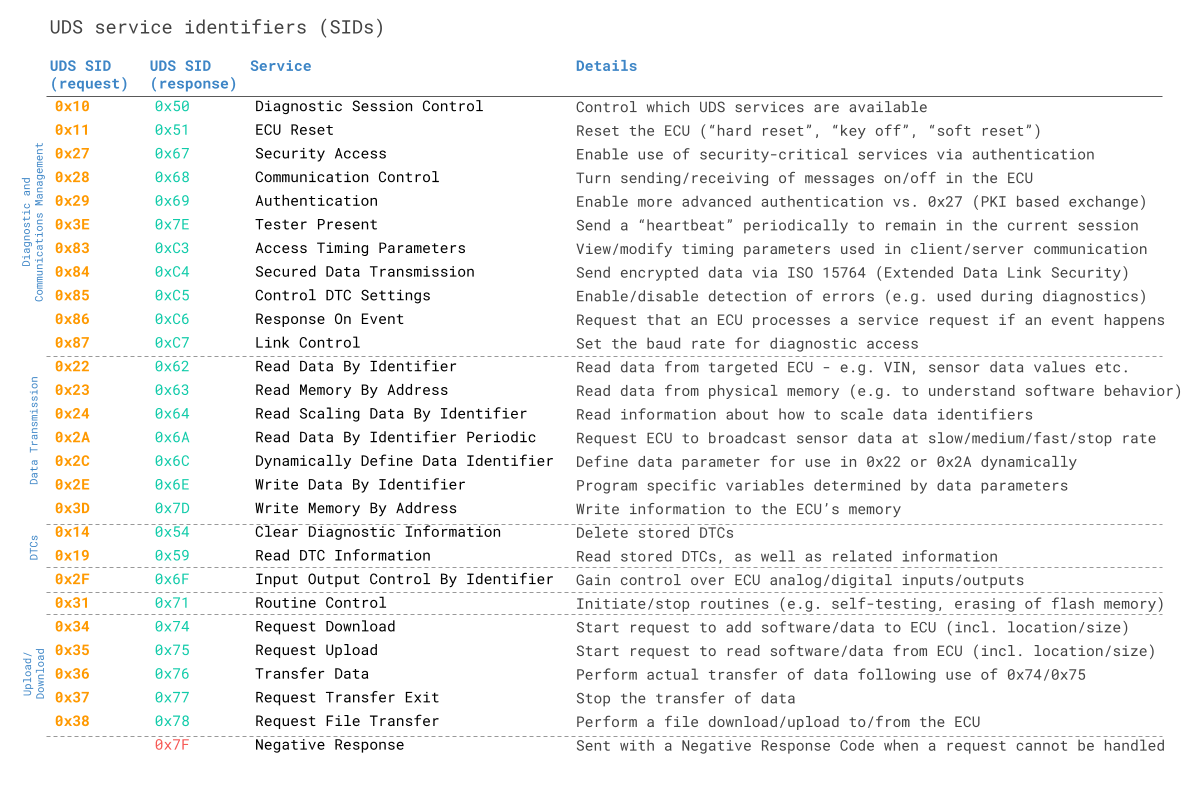 UDS service identifiers (SIDs)
UDS SID (request) UDS SID (response) Service Details
Diagnostic and Communications Management
0x10 0x50 Diagnostic Session Control Control which UDS services are available
0x11 0x51 ECU Reset Reset the ECU (“hard reset”, “key off”, “soft reset”)
0x27 0x67 Security Access Enable use of security-critical services via authentication
0x28 0x68 Communication Control Turn sending/receiving of messages on/off in the ECU
0x29 0x69 Authentication Enable more advanced authentication vs. 0x27 (PKI based exchange)
0x3E 0x7E Tester Present Send a “heartbeat” periodically to remain in the current session
0x83 0xC3 Access Timing Parameters View/modify timing parameters used in client/server communication
0x84 0xC4 Secured Data Transmission Send encrypted data via ISO 15764 (Extended Data Link Security)
0x85 0xC5 Control DTC Settings Enable/disable detection of errors (e.g. used during diagnostics)
0x86 0xC6 Response On Event Request that an ECU processes a service request if an event happens
0x87 0xC7 Link Control Set the baud rate for diagnostic access
Data Transmission
0x22 0x62 Read Data By Identifier Read data from targeted ECU - e.g. VIN, sensor data values etc.
0x23 0x63 Read Memory By Address Read data from physical memory (e.g. to understand software behavior)
0x24 0x64 Read Scaling Data By Identifier Read information about how to scale data identifiers
0x2A 0x6A Read Data By Identifier Periodic Request ECU to broadcast sensor data at slow/medium/fast/stop rate
0x2C 0x6C Dynamically Define Data Identifier Define data parameter for use in 0x22 or 0x2A dynamically
0x2E 0x6E Write Data By Identifier Program specific variables determined by data parameters
0x3D 0x7D Write Memory By Address Write information to the ECU’s memory
DTCs
0x14 0x54 Clear Diagnostic Information Delete stored DTCs
0x19 0x59 Read DTC Information Read stored DTCs, as well as related information
0x2F 0x6F Input Output Control By Identifier Gain control over ECU analog/digital inputs/outputs
0x31 0x71 Routine Control Initiate/stop routines (e.g. self-testing, erasing of flash memory)
Upload/ Download
0x34 0x74 Request Download Start request to add software/data to ECU (incl. location/size)
0x35 0x75 Request Upload Start request to read software/data from ECU (incl. location/size)
0x36 0x76 Transfer Data Perform actual transfer of data following use of 0x74/0x75
0x37 0x77 Request Transfer Exit Stop the transfer of data
0x38 0x78 Request File Transfer Perform a file download/upload to/from the ECU
0x7F Negative Response Sent with a Negative Response Code when a request cannot be handled